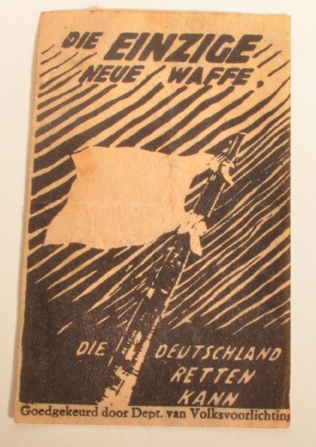 DIE EINZIGE
NEUE WAFFE,
DIE DEUTSCHLAND
RETTEN
KANN
Goedgekeurd door Dept. van Volksvoorlichting